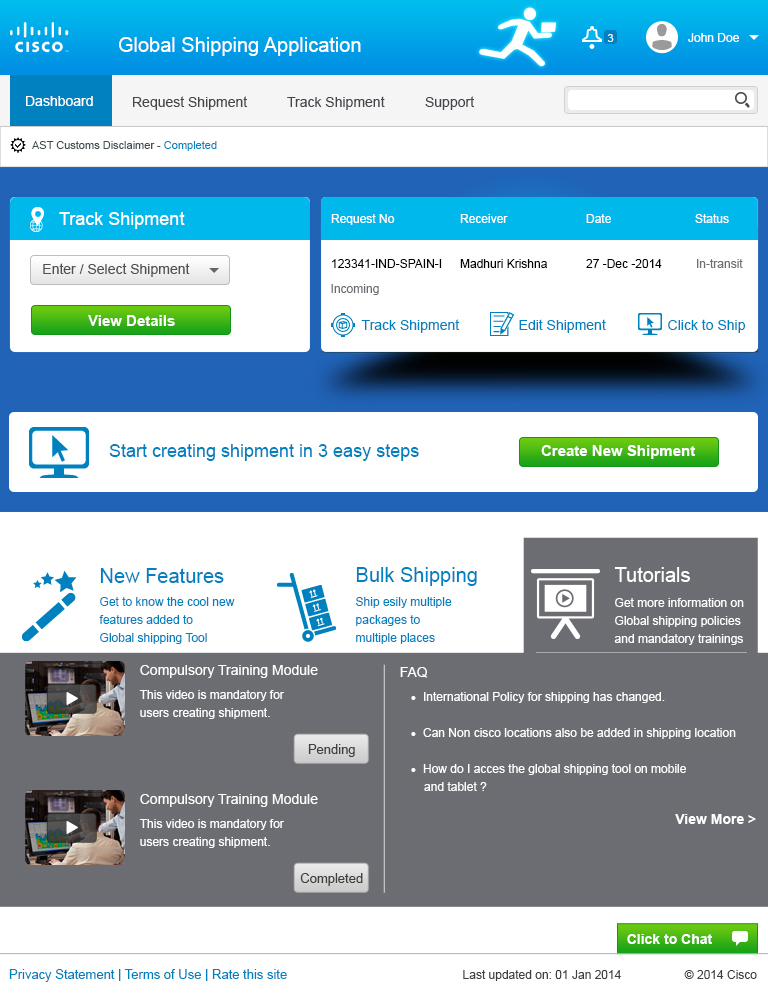 cisco
Global Shipping Application
3
John Doe
Dashboard
Request Shipment
Track Shipment
Support
AST Customs Disclaimer - Completed
Track Shipment
Enter / Select Shipment
View Details
Request No
Receiver
Date
Status
123341-IND-SPAIN-I
Madhuri Krishna
27 -Dec -2014
In-transit
Incoming
Track Shipment
Edit Shipment
Click to Ship
Start creating shipment in 3 easy steps
Create New Shipment
New Features
Get to know the cool new
features added to
Global shipping Tool
Bulk Shipping
Ship esily multiple
packages to
multiple places
Tutorials
Get more information on
Global shipping policies
and mandatory trainings
Compulsory Training Module
This video is mandatory for
users creating shipment.
Pending
Compulsory Training Module
This video is mandatory for
users creating shipment.
Completed
FAQ
• International Policy for shipping has changed.
• Can Non cisco locations also be added in shipping location
• How do I acces the global shipping tool on mobile
and tablet ?
View More >
Click to Chat
Privacy Statement | Terms of Use | Rate this site
Last updated on: 01 Jan 2014
© 2014 Cisco